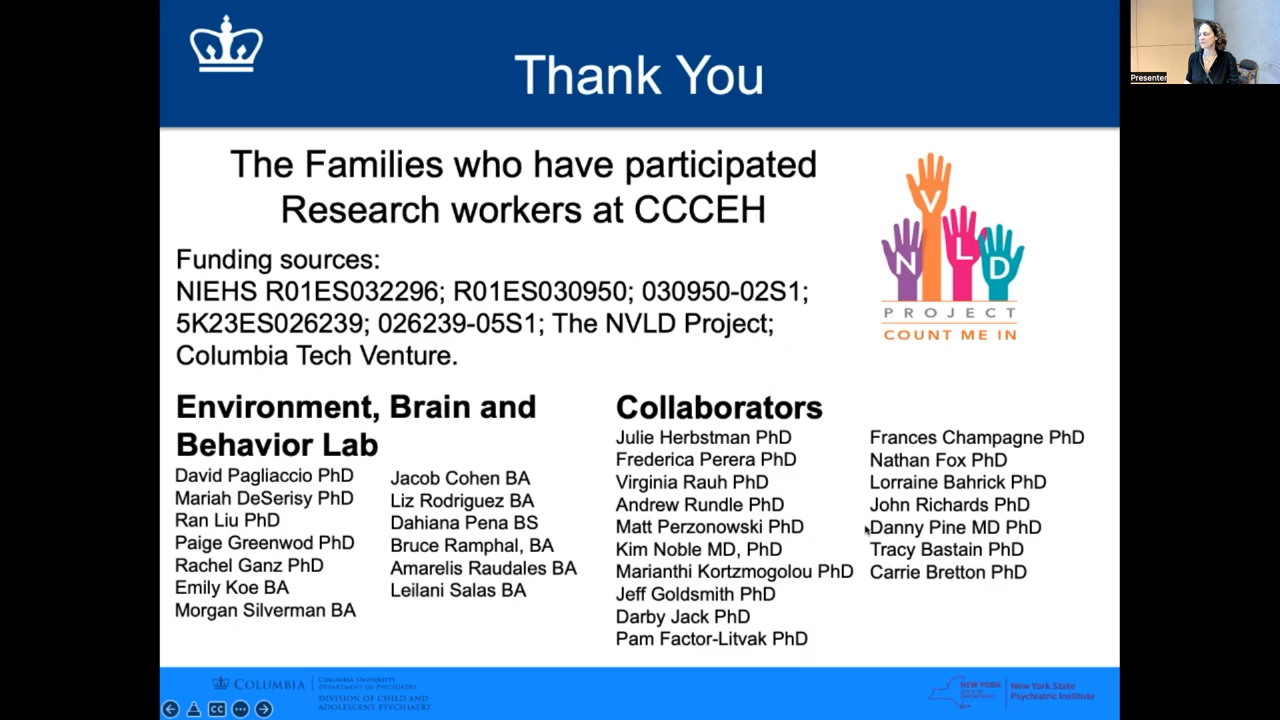 Thank You
Presenter
The Families who have participated
Research workers at CCCEH
V
N L D
PROJECT
COUNT ME IN
Funding sources:
NIEHS R01ES032296; R01ES030950; 030950-02S1;
5K23ES026239; 026239-05S1; The NVLD Project;
Columbia Tech Venture.
Environment, Brain and
Behavior Lab
David Pagliaccio PhD
Mariah DeSerisy PhD
Ran Liu PhD
Paige Greenwod PhD
Rachel Ganz PhD
Emily Koe BA
Morgan Silverman BA
Jacob Cohen BA
Liz Rodriguez BA
Dahiana Pena BS
Bruce Ramphal, BA
Amarelis Raudales BA
Leilani Salas BA
Collaborators
Julie Herbstman PhD
Frederica Perera PhD
Virginia Rauh PhD
Andrew Rundle PhD
Matt Perzonowski PhD
Kim Noble MD, PhD
Marianthi Kortzmogolou PhD
Jeff Goldsmith PhD
Darby Jack PhD
Pam Factor-Litvak PhD
Frances Champagne PhD
Nathan Fox PhD
Lorraine Bahrick PhD
John Richards PhD
Danny Pine MD PhD
Tracy Bastain PhD
Carrie Bretton PhD
COLUMBIA
COLUMBIA UNIVERSITY
DEPARTMENT OF PSYCHIATRY
DIVISION OF CHILD AND
ADOLESCENT PSYCHIATRY
NEW YORK
New York State
Psychiatric Institute
CC